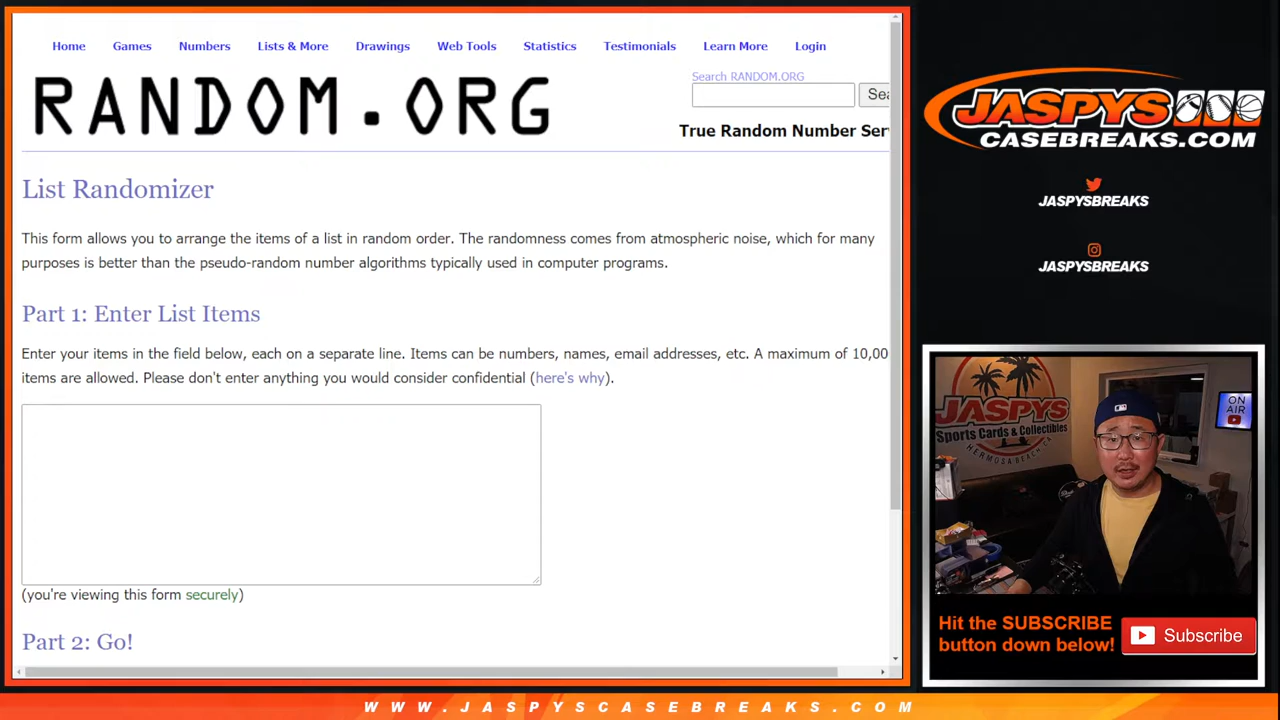 Home Games Numbers Lists & More Drawings Web Tools Statistics Testimonials Learn More Login
RANDOM.ORG
Search RANDOM.ORG
Sea
True Random Number Ser
List Randomizer
This form allows you to arrange the items of a list in random order. The randomness comes from atmospheric noise, which for many
purposes is better than the pseudo-random number algorithms typically used in computer programs.
Part 1: Enter List Items
Enter your items in the field below, each on a separate line. Items can be numbers, names, email addresses, etc. A maximum of 10,00
items are allowed. Please don't enter anything you would consider confidential (here's why).
(you're viewing this form securely)
Part 2: Go!
JASPYS
CASEBREAKS.COM
JASPYSBREAKS
JASPYSBREAKS
JASPYS
Sports Cards & Collectibles
HERMOSA BEACH CA
ON
AIR
Hit the SUBSCRIBE
button down below!
Subscribe
WWW.JASPYSCASEBREAKS.COM